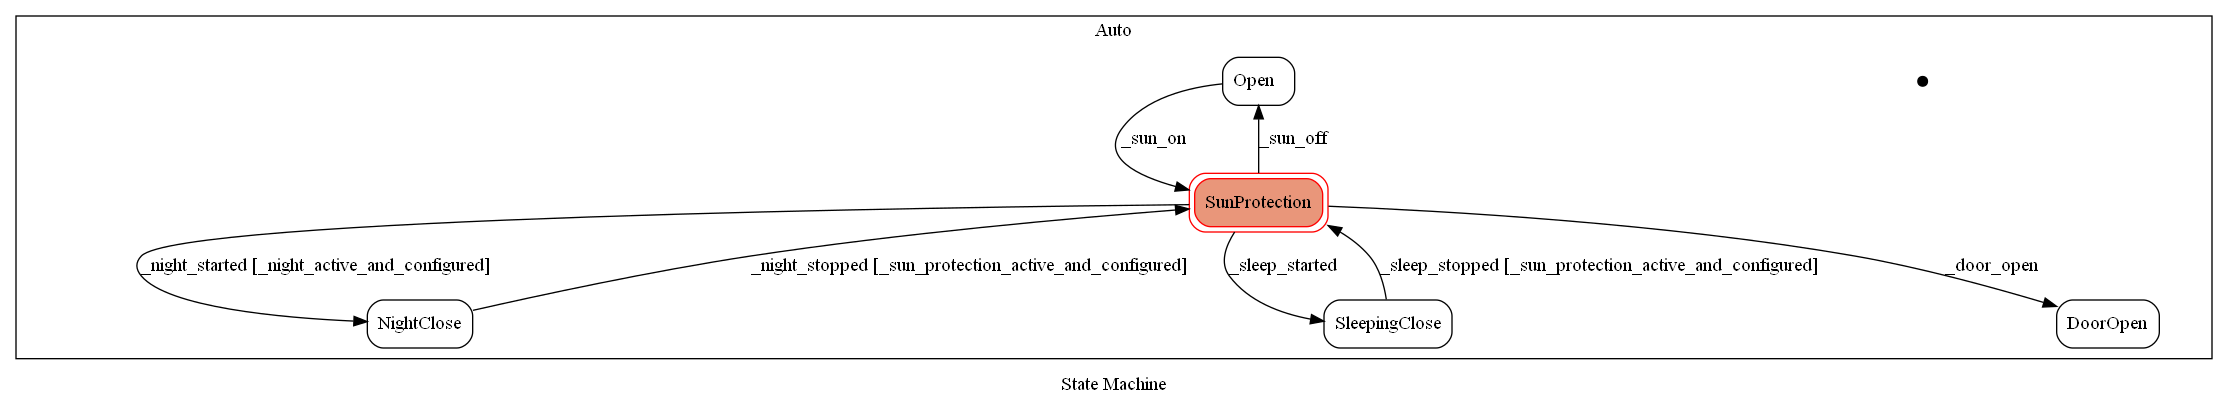 Auto
Open
_sun_on
_sun_off
SunProtection
_night_started [_night_active_and_configured]
_night_stopped [_sun_protection_active_and_configured]
_sleep_started
_sleep_stopped [_sun_protection_active_and_configured]
_door_open
NightClose
SleepingClose
DoorOpen
State Machine